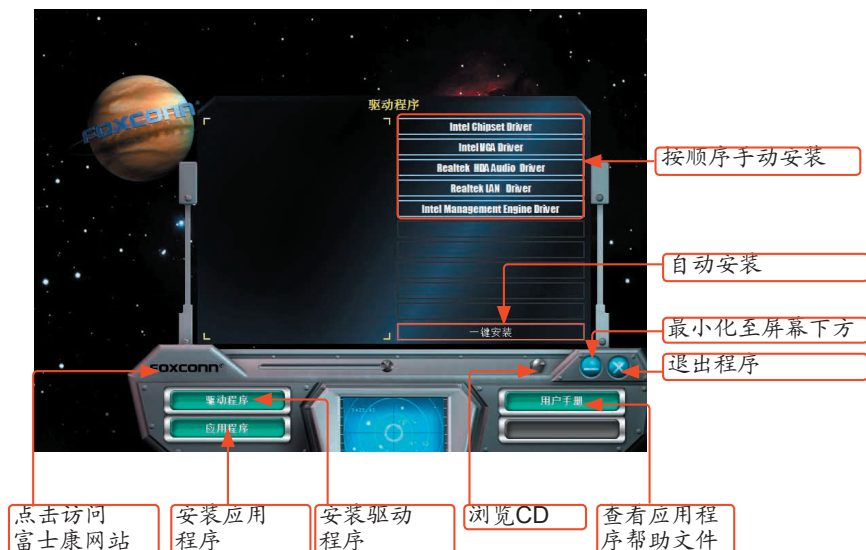 FOXCONN
驱动程序
Intel Chipset Driver
Intel VGA Driver
Realtek HDA Audio Driver
Realtek LAN Driver
Intel Management Engine Driver
一键安装
按顺序手动安装
自动安装
最小化至屏幕下方
退出程序
FOXCONN
驱动程序
应用程序
用户手册
点击访问
富士康网站
安装应用
程序
安装驱动
程序
浏览CD
查看应用程
序帮助文件